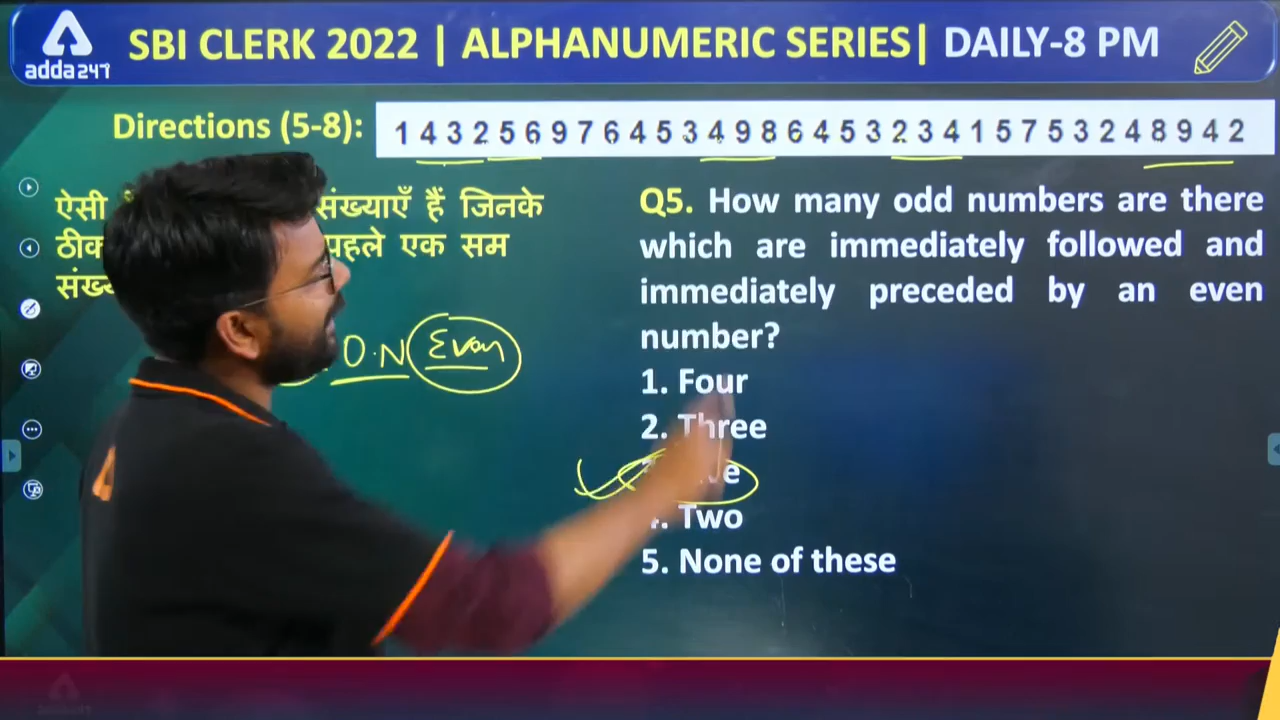 adda247
SBI CLERK 2022 | ALPHANUMERIC SERIES| DAILY-8 PM
Directions (5-8): 1 4 3 2 5 6 9 7 6 4 5 3 4 9 8 6 4 5 3 2 3 4 1 5 7 5 3 2 4 8 9 4 2
ऐसी संख्याएँ हैं जिनके
पहले एक सम
Q5. How many odd numbers are there
which are immediately followed and
immediately preceded by an even
number?
O.N Even
1. Four
2. Three
4. Two
5. None of these